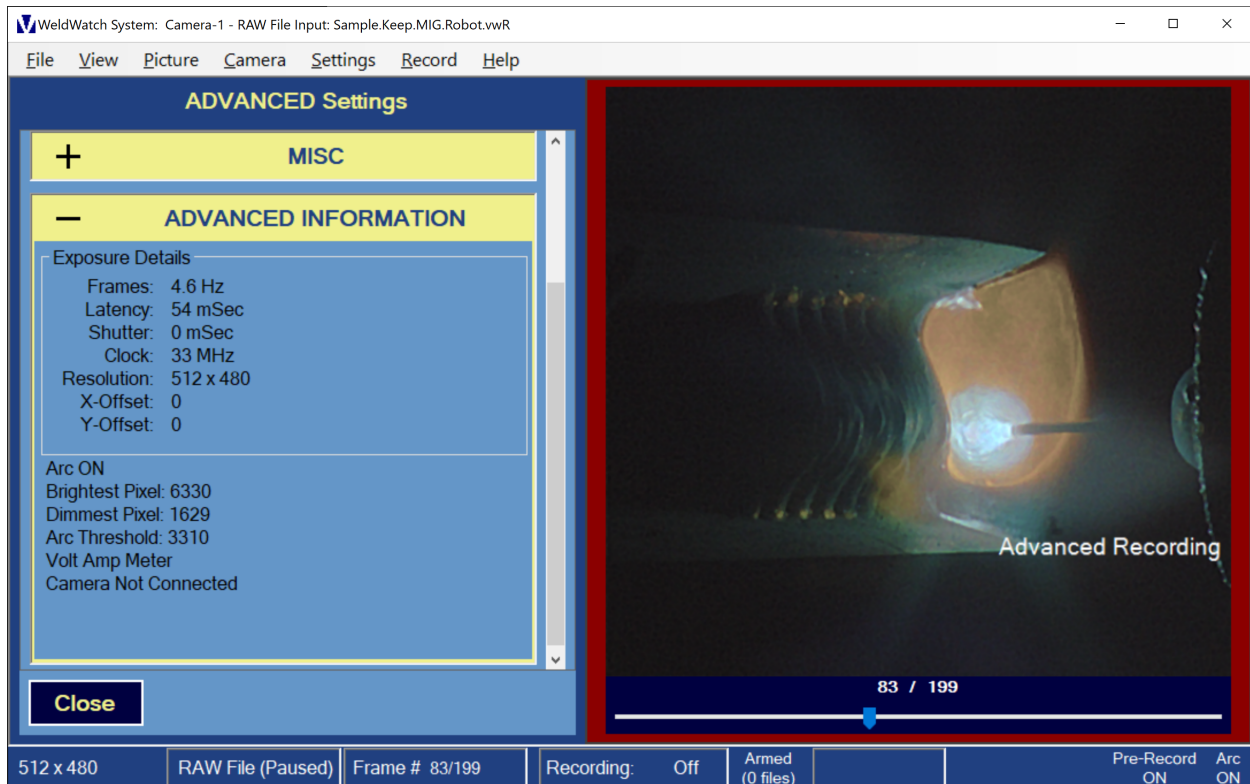 WeldWatch System: Camera-1 - RAW File Input: Sample.Keep.MIG.Robot.vwR
File View Picture Camera Settings Record Help
ADVANCED Settings
+ MISC
− ADVANCED INFORMATION
Exposure Details
Frames: 4.6 Hz
Latency: 54 mSec
Shutter: 0 mSec
Clock: 33 MHz
Resolution: 512 x 480
X-Offset: 0
Y-Offset: 0
Arc ON
Brightest Pixel: 6330
Dimmest Pixel: 1629
Arc Threshold: 3310
Volt Amp Meter
Camera Not Connected
Close
Advanced Recording
83 / 199
512 x 480
RAW File (Paused)
Frame # 83/199
Recording: Off
Armed
(0 files)
Pre-Record
ON
Arc
ON